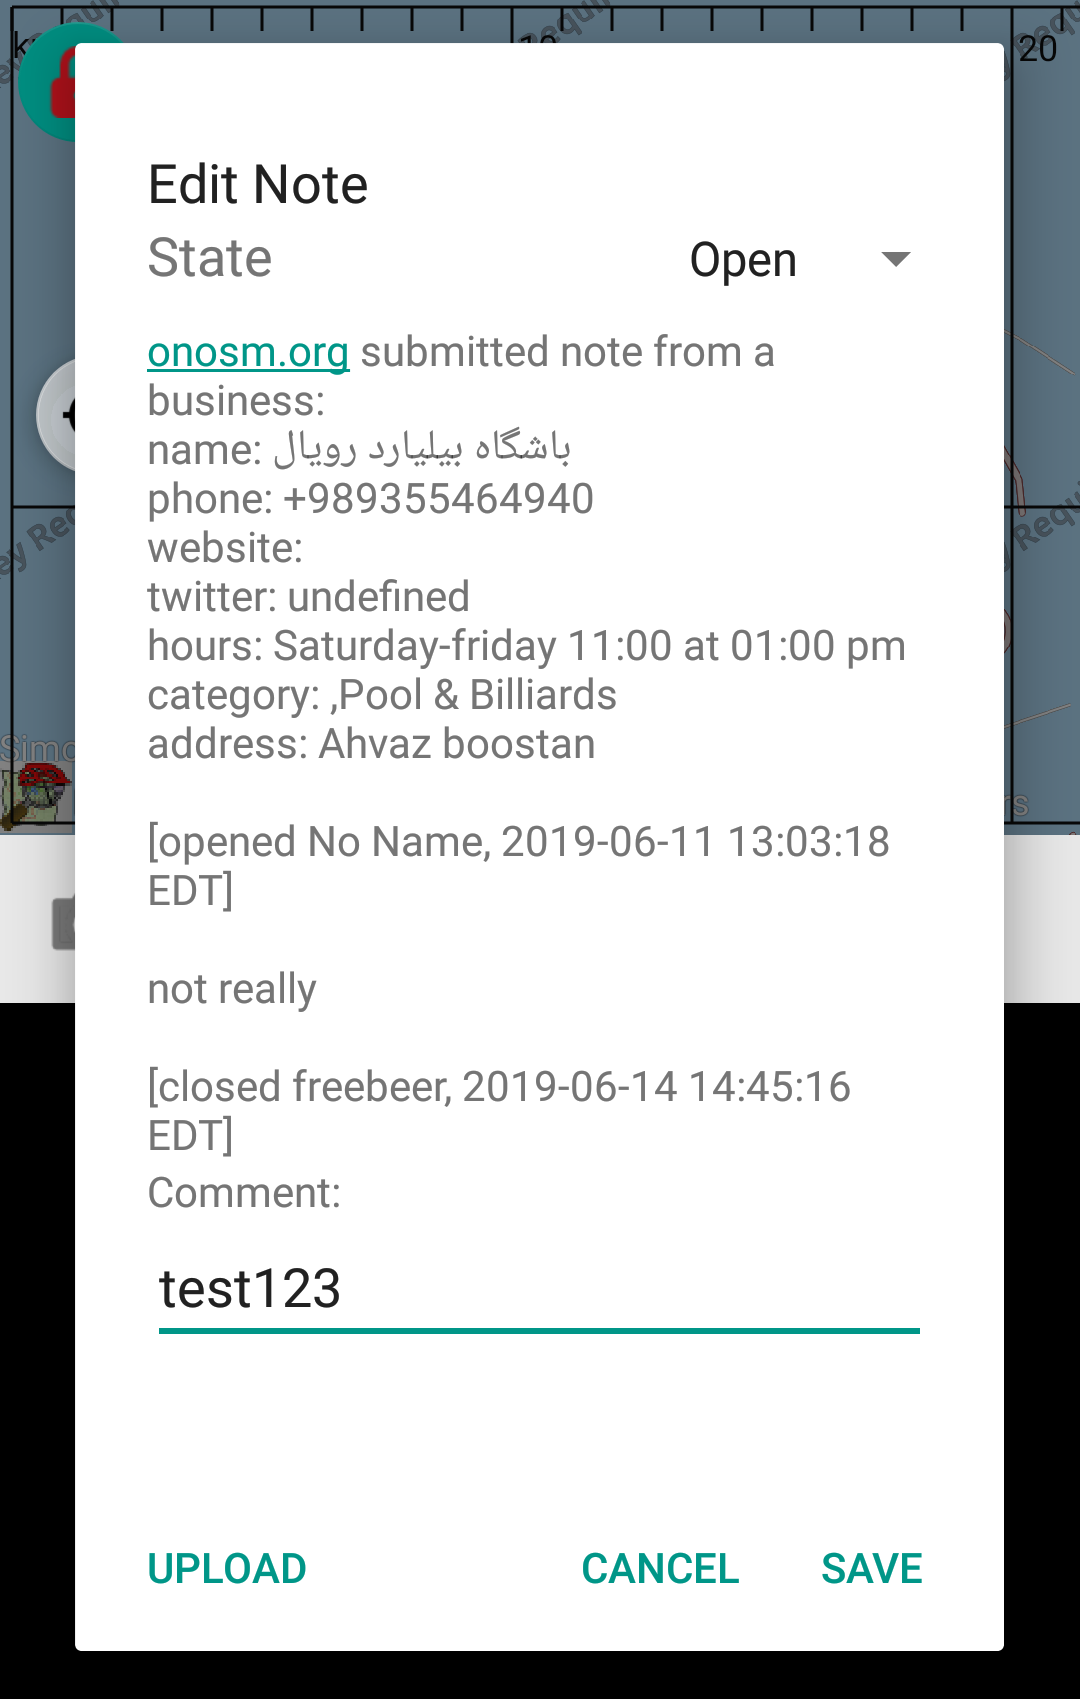 20
Edit Note
State
Open
onosm.org submitted note from a
business:
name: باشگاه بیلیارد رویال
phone: +989355464940
website:
twitter: undefined
hours: Saturday-friday 11:00 at 01:00 pm
category: ,Pool & Billiards
address: Ahvaz boostan
[opened No Name, 2019-06-11 13:03:18
EDT]
not really
[closed freebeer, 2019-06-14 14:45:16
EDT]
Comment:
test123
UPLOAD
CANCEL
SAVE